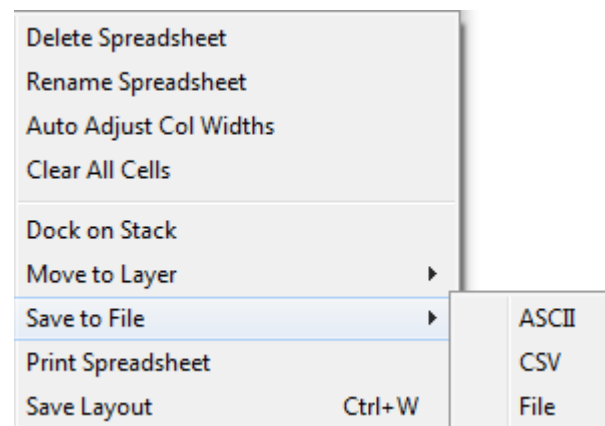 Delete Spreadsheet
Rename Spreadsheet
Auto Adjust Col Widths
Clear All Cells
Dock on Stack
Move to Layer
Save to File ASCII
Print Spreadsheet CSV
Save Layout Ctrl+W File